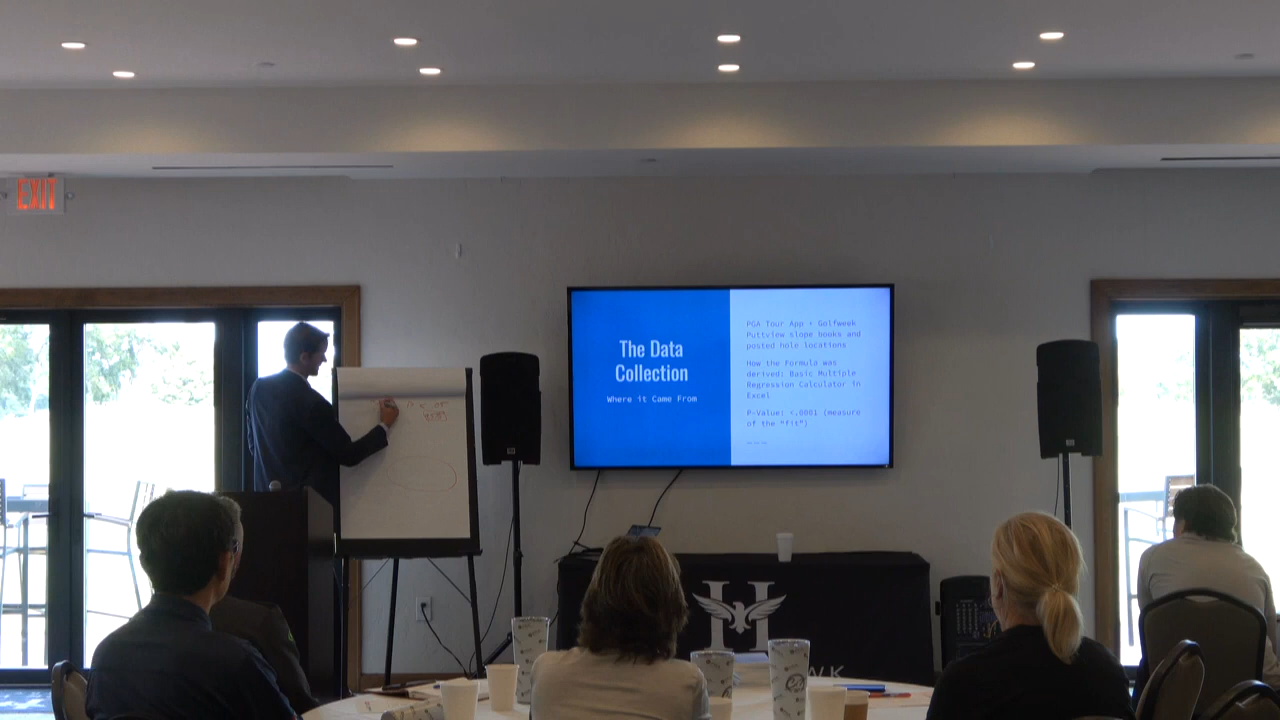 EXIT
The Data
Collection
Where it Came From
PGA Tour App + Golfweek
Puttview slope books and
posted hole locations
How the Formula was
derived: Basic Multiple
Regression Calculator in
Excel
P-Value: <.0001 (measure
of the "fit")
H
WK